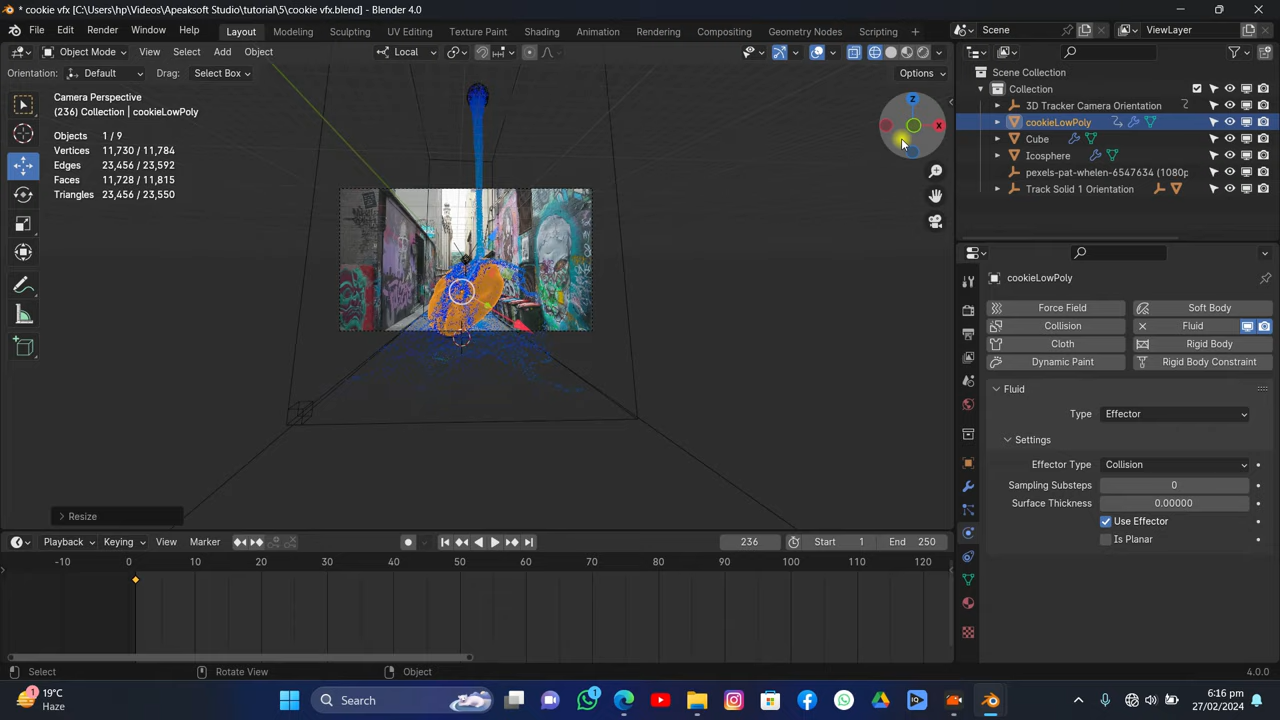 * cookie vfx [C:\Users\hp\Videos\Apeaksoft Studio\tutorial\5\cookie vfx.blend] - Blender 4.0
File Edit Render Window Help Layout Modeling Sculpting UV Editing Texture Paint Shading Animation Rendering Compositing Geometry Nodes Scripting + Scene ViewLayer
Object Mode View Select Add Object Local
Orientation: Default Drag: Select Box Options
Camera Perspective
(236) Collection | cookieLowPoly
Objects 1 / 9
Vertices 11,730 / 11,784
Edges 23,456 / 23,592
Faces 11,728 / 11,815
Triangles 23,456 / 23,550
Z
X
Scene Collection
Collection
3D Tracker Camera Orientation
cookieLowPoly
Cube
Icosphere
pexels-pat-whelen-6547634 (1080p
Track Solid 1 Orientation
cookieLowPoly
Force Field Soft Body
Collision Fluid
Cloth Rigid Body
Dynamic Paint Rigid Body Constraint
Fluid
Type Effector
Settings
Effector Type Collision
Sampling Substeps 0
Surface Thickness 0.00000
Use Effector
Is Planar
Resize
Playback Keying View Marker 236 Start 1 End 250
-10 0 10 20 30 40 50 60 70 80 90 100 110 120
Select Rotate View Object 4.0.0
1 19°C
Haze
Search
1
6:16 pm
27/02/2024